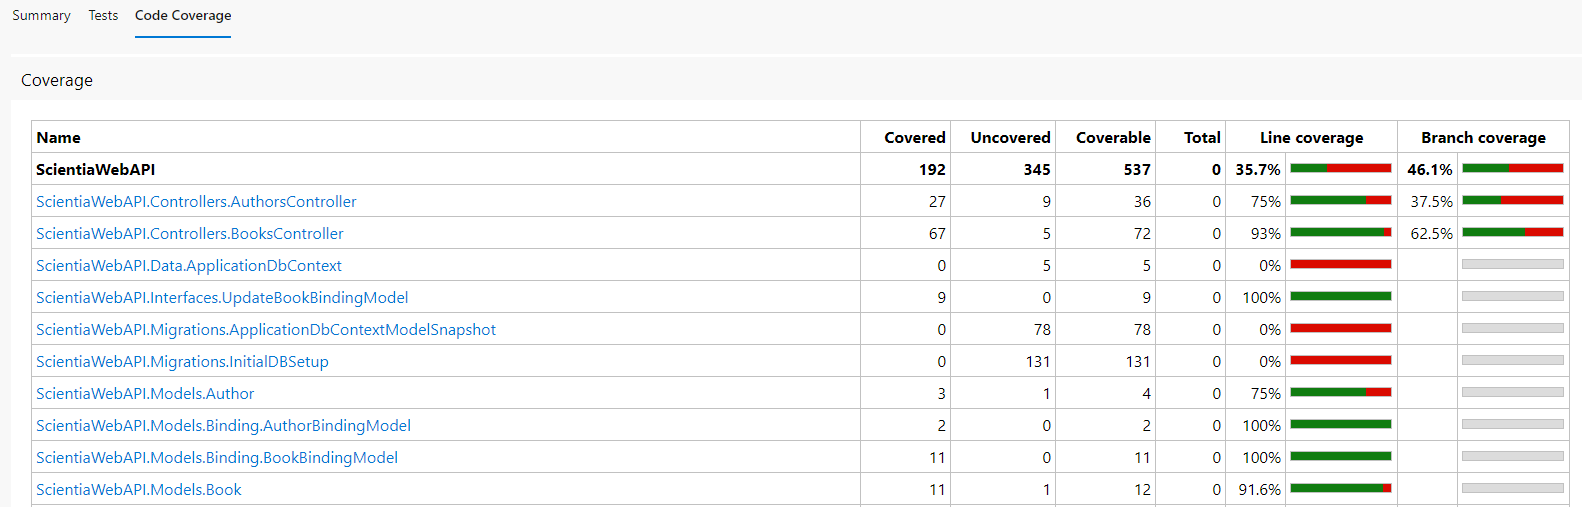 Summary Tests Code Coverage
Coverage
Name Covered Uncovered Coverable Total Line coverage Branch coverage
ScientiaWebAPI 192 345 537 0 35.7% 46.1%
ScientiaWebAPI.Controllers.AuthorsController 27 9 36 0 75% 37.5%
ScientiaWebAPI.Controllers.BooksController 67 5 72 0 93% 62.5%
ScientiaWebAPI.Data.ApplicationDbContext 0 5 5 0 0%
ScientiaWebAPI.Interfaces.UpdateBookBindingModel 9 0 9 0 100%
ScientiaWebAPI.Migrations.ApplicationDbContextModelSnapshot 0 78 78 0 0%
ScientiaWebAPI.Migrations.InitialDBSetup 0 131 131 0 0%
ScientiaWebAPI.Models.Author 3 1 4 0 75%
ScientiaWebAPI.Models.Binding.AuthorBindingModel 2 0 2 0 100%
ScientiaWebAPI.Models.Binding.BookBindingModel 11 0 11 0 100%
ScientiaWebAPI.Models.Book 11 1 12 0 91.6%